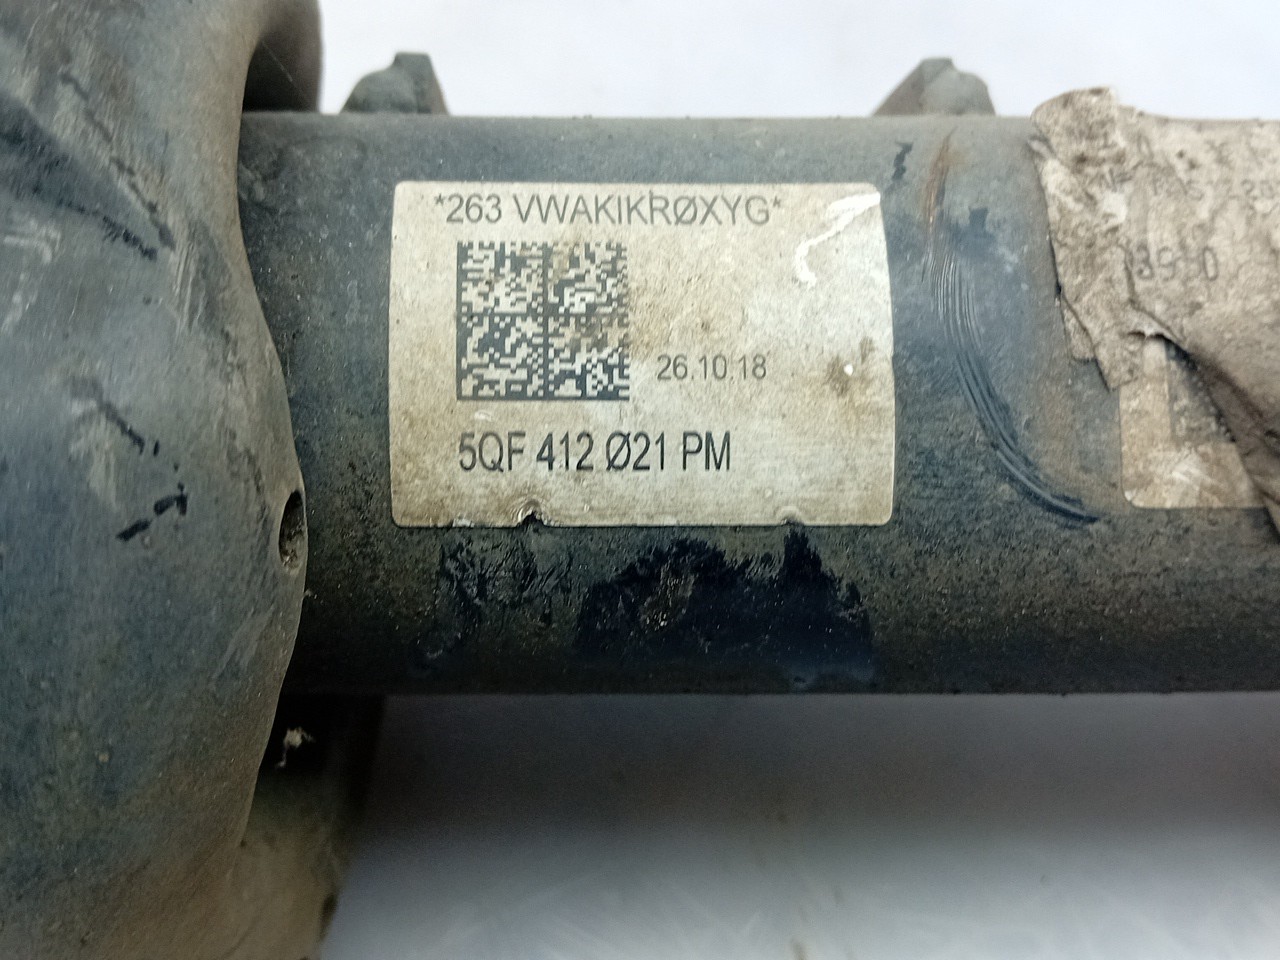 *263 VWAKIKRØXYG*
26.10.18
5QF 412 Ø21 PM